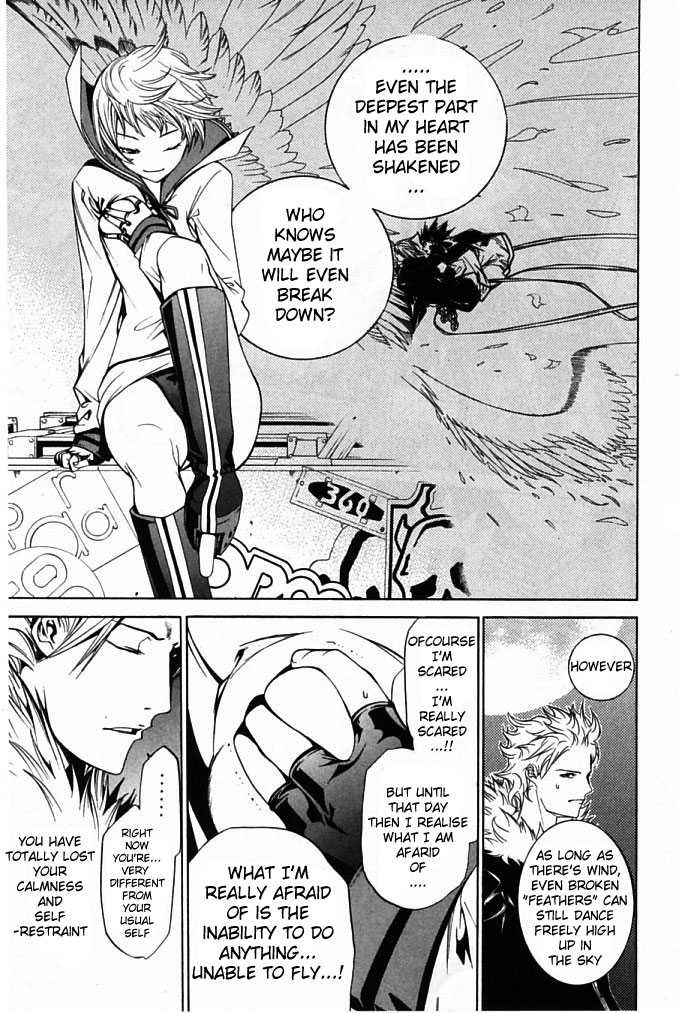 .....
EVEN THE
DEEPEST PART
IN MY HEART
HAS BEEN
SHAKENED
...
WHO
KNOWS
MAYBE IT
WILL EVEN
BREAK
DOWN?
360
HOWEVER
AS LONG AS
THERE'S WIND,
EVEN BROKEN
"FEATHERS" CAN
STILL DANCE
FREELY HIGH
UP IN
THE SKY
OFCOURSE
I'M
SCARED
...
I'M
REALLY
SCARED
...!!
BUT UNTIL
THAT DAY
THEN I REALISE
WHAT I AM
AFARID
OF
....
WHAT I'M
REALLY AFRAID
OF IS THE
INABILITY TO DO
ANYTHING...
UNABLE TO FLY...!
......
RIGHT
NOW
YOU'RE...
VERY
DIFFERENT
FROM
YOUR
USUAL
SELF
YOU HAVE
TOTALLY LOST
YOUR
CALMNESS
AND
SELF
-RESTRAINT